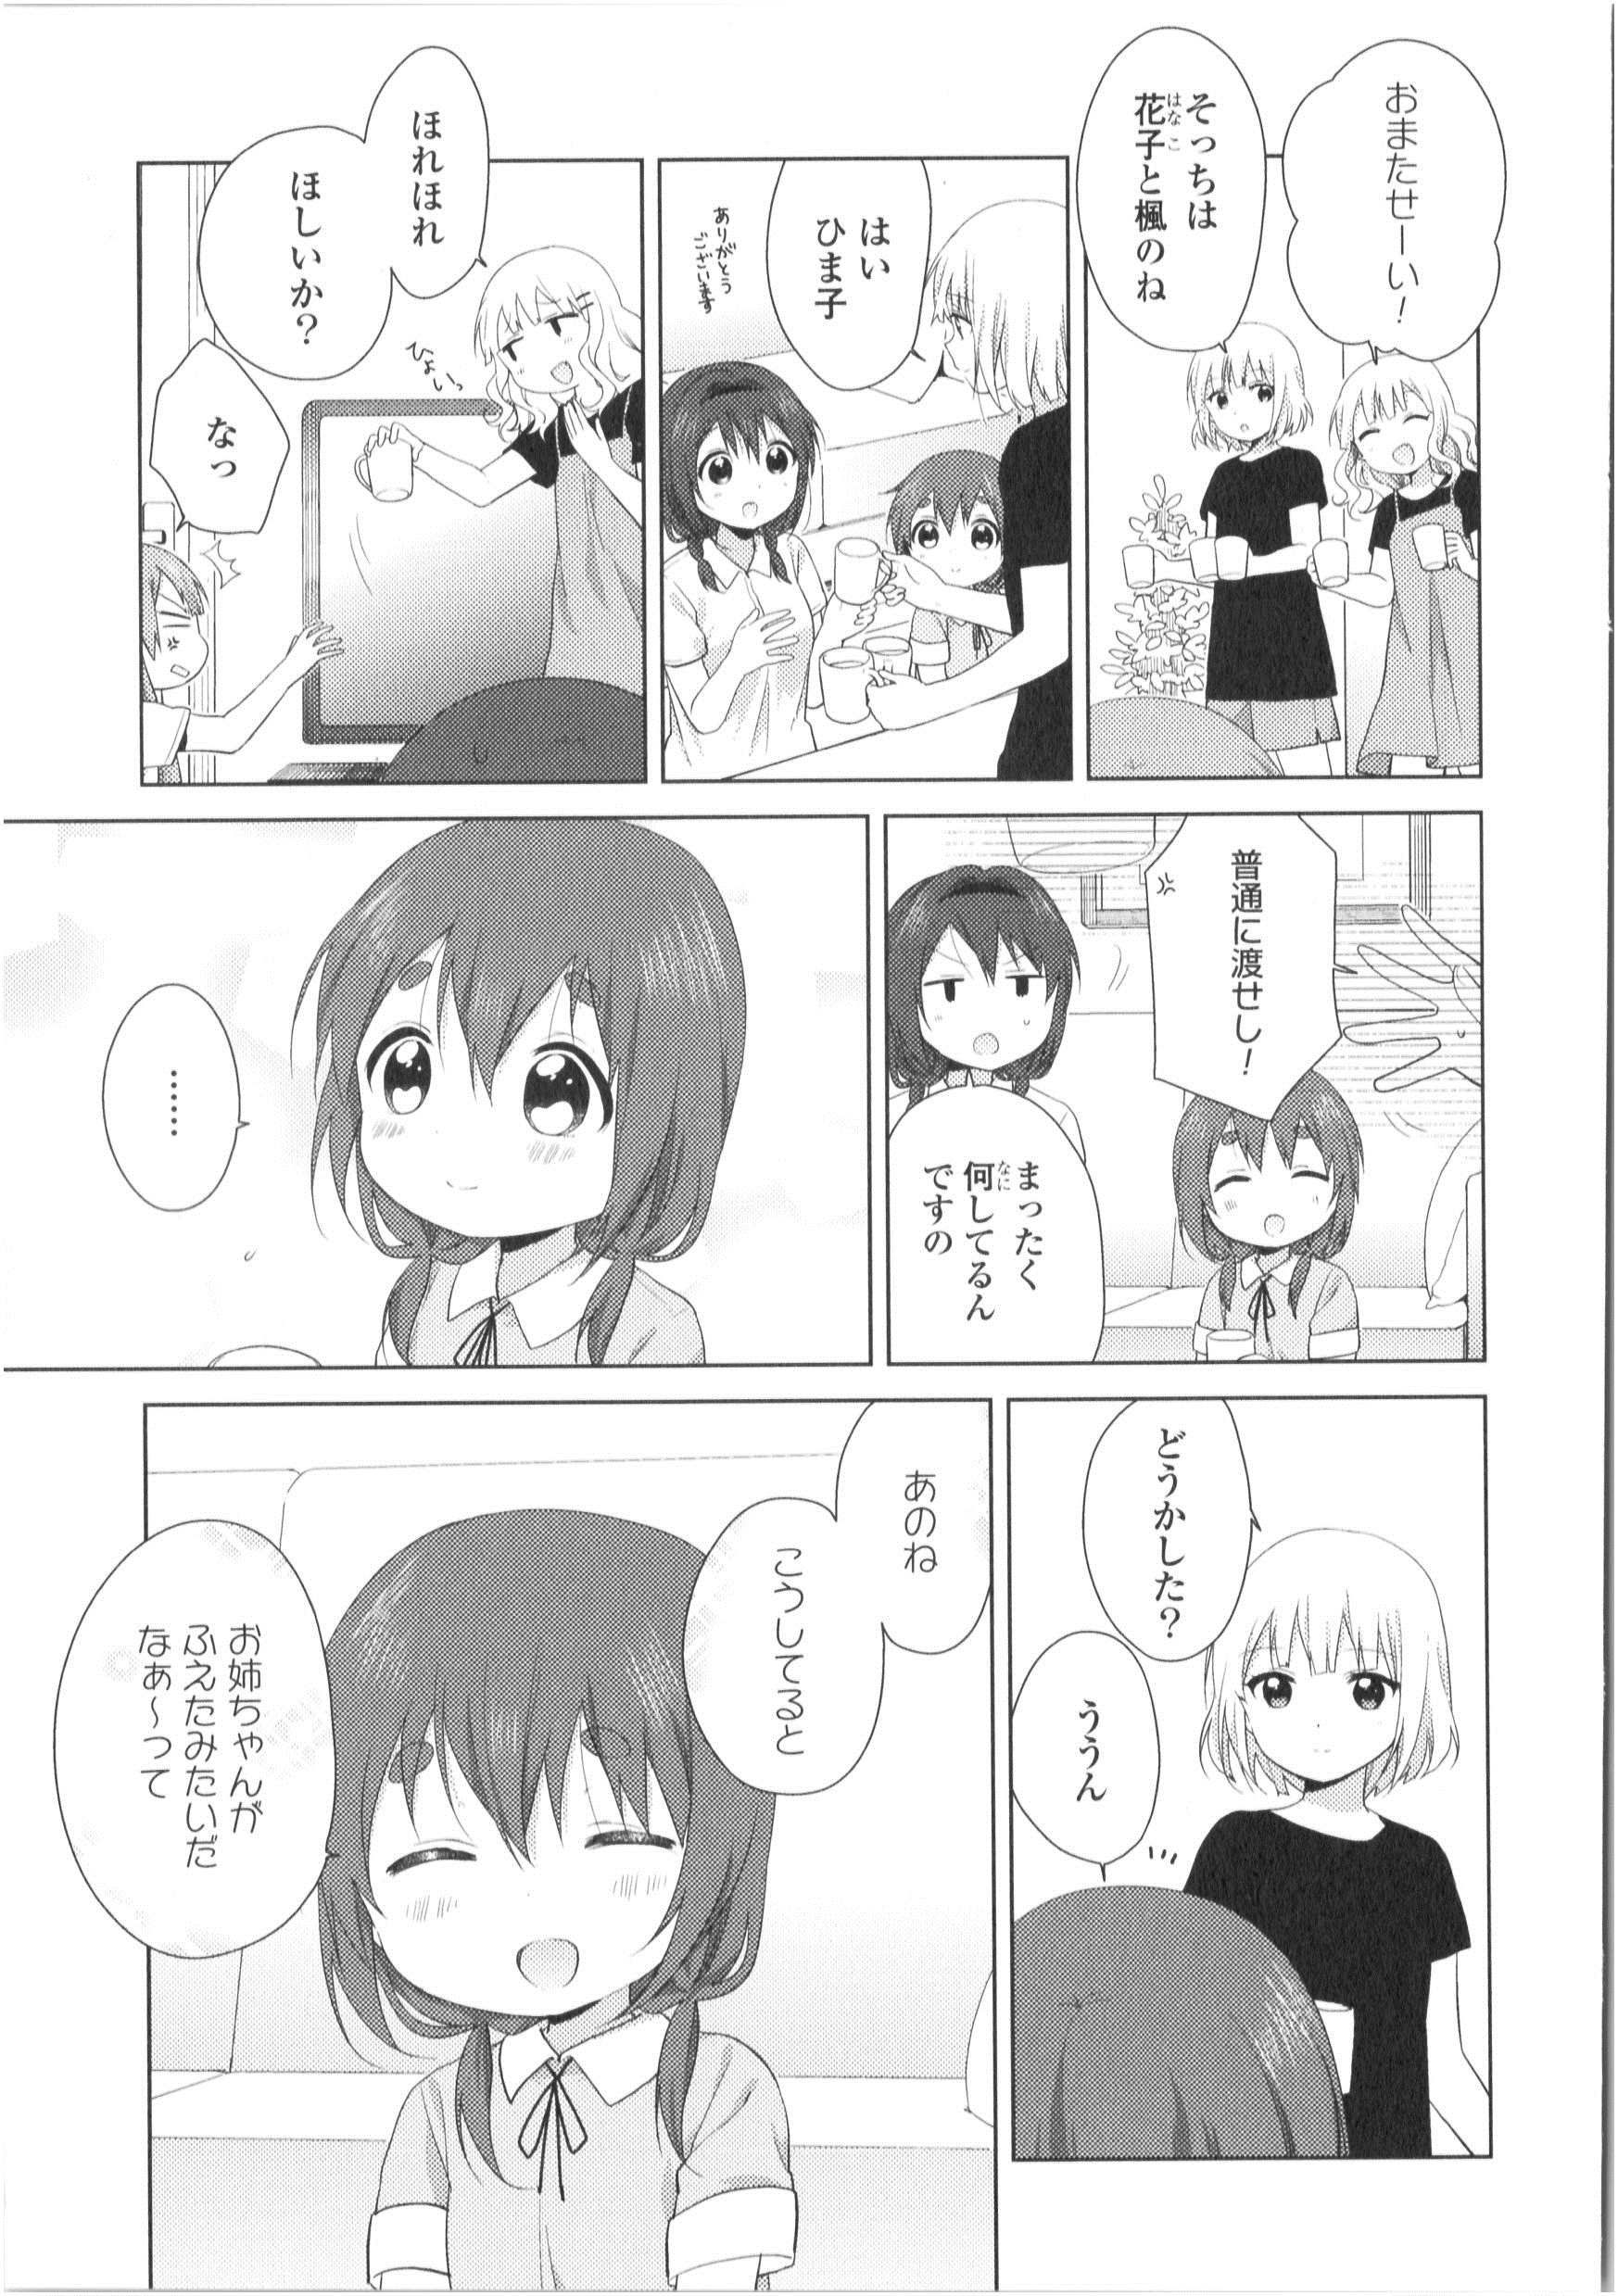 おまたせーい！
そっちは
花子と楓のね
はなこ
はい
ひま子
ありがとう
ございます
ほれほれ
ほしいか？
ひょいっ
なっ
普通に渡せし！
まったく
何してるん
なに
ですの
……
どうかした？
ううん
あのね
こうしてると
お姉ちゃんが
ふえたみたいだ
なぁ〜って